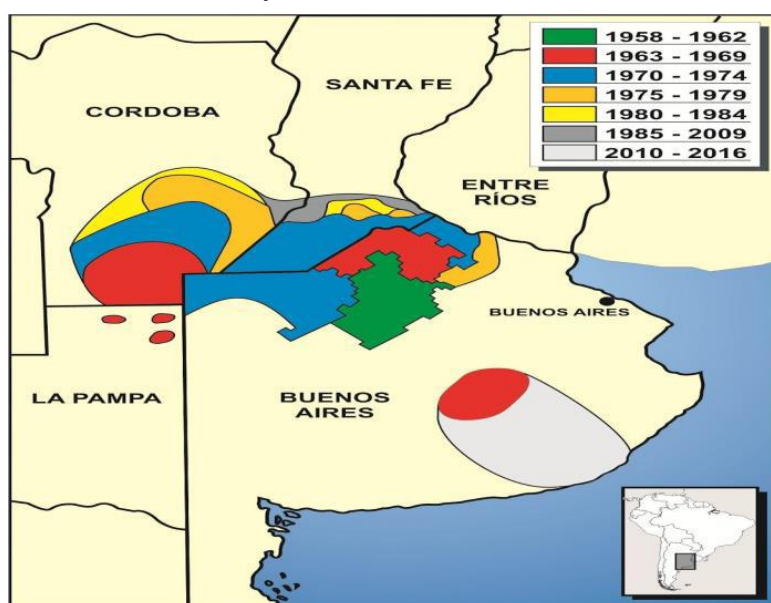 1958 - 1962
1963 - 1969
1970 - 1974
1975 - 1979
1980 - 1984
1985 - 2009
2010 - 2016
SANTA FE
CORDOBA
ENTRE
RÍOS
BUENOS AIRES
LA PAMPA
BUENOS
AIRES